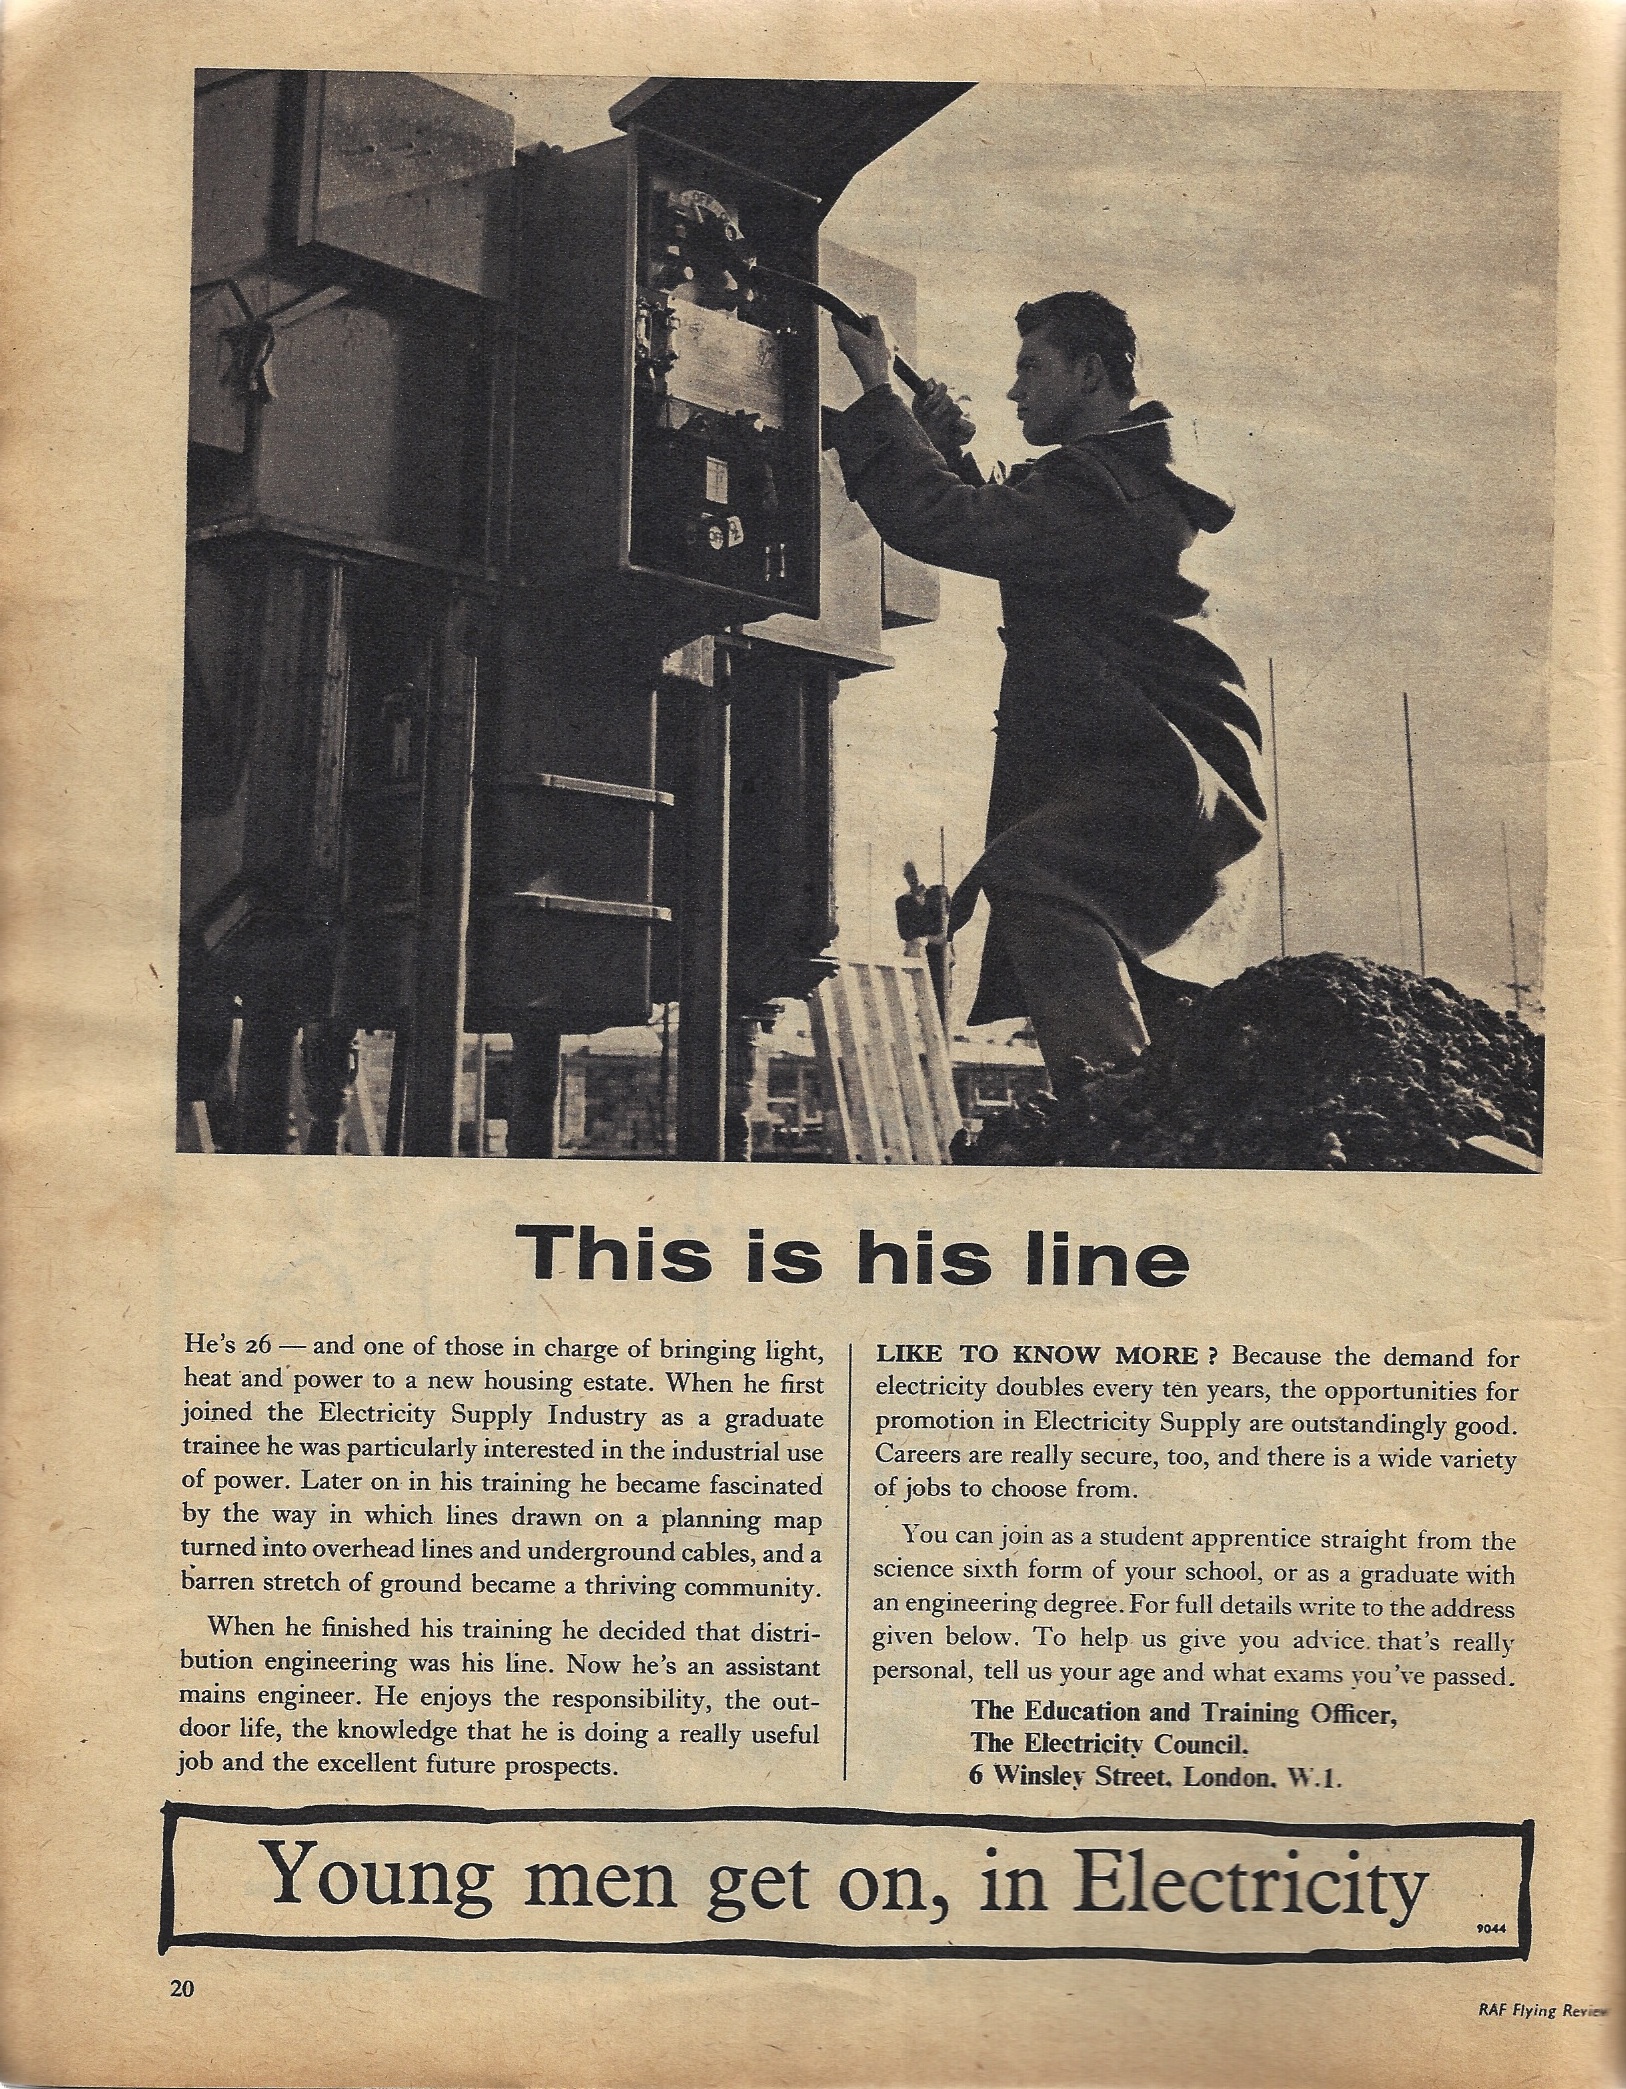 OFF
OFF
This is his line
He's 26 — and one of those in charge of bringing light,
heat and power to a new housing estate. When he first
joined the Electricity Supply Industry as a graduate
trainee he was particularly interested in the industrial use
of power. Later on in his training he became fascinated
by the way in which lines drawn on a planning map
turned into overhead lines and underground cables, and a
barren stretch of ground became a thriving community.
When he finished his training he decided that distri-
bution engineering was his line. Now he's an assistant
mains engineer. He enjoys the responsibility, the out-
door life, the knowledge that he is doing a really useful
job and the excellent future prospects.
LIKE TO KNOW MORE ? Because the demand for
electricity doubles every ten years, the opportunities for
promotion in Electricity Supply are outstandingly good.
Careers are really secure, too, and there is a wide variety
of jobs to choose from.
You can join as a student apprentice straight from the
science sixth form of your school, or as a graduate with
an engineering degree. For full details write to the address
given below. To help us give you advice. that's really
personal, tell us your age and what exams you've passed.
The Education and Training Officer,
The Electricity Council.
6 Winsley Street. London. W.1.
Young men get on, in Electricity
9044
20
RAF Flying Review